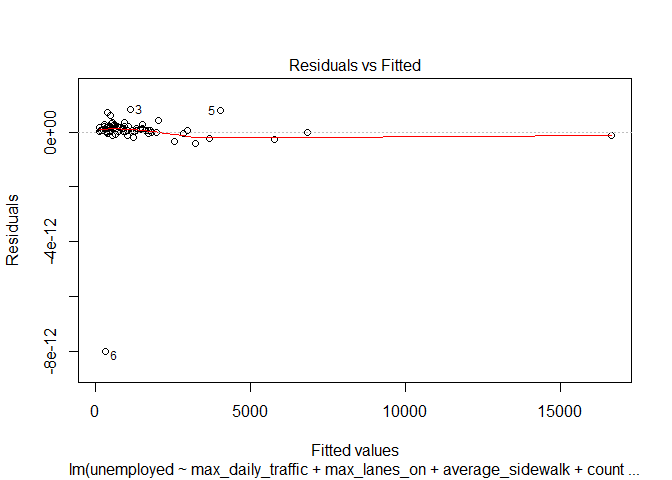 Residuals vs Fitted
Residuals
0e+00
-4e-12
-8e-12
3
5
6
0
5000
10000
15000
Fitted values
lm(unemployed ~ max_daily_traffic + max_lanes_on + average_sidewalk + count ...